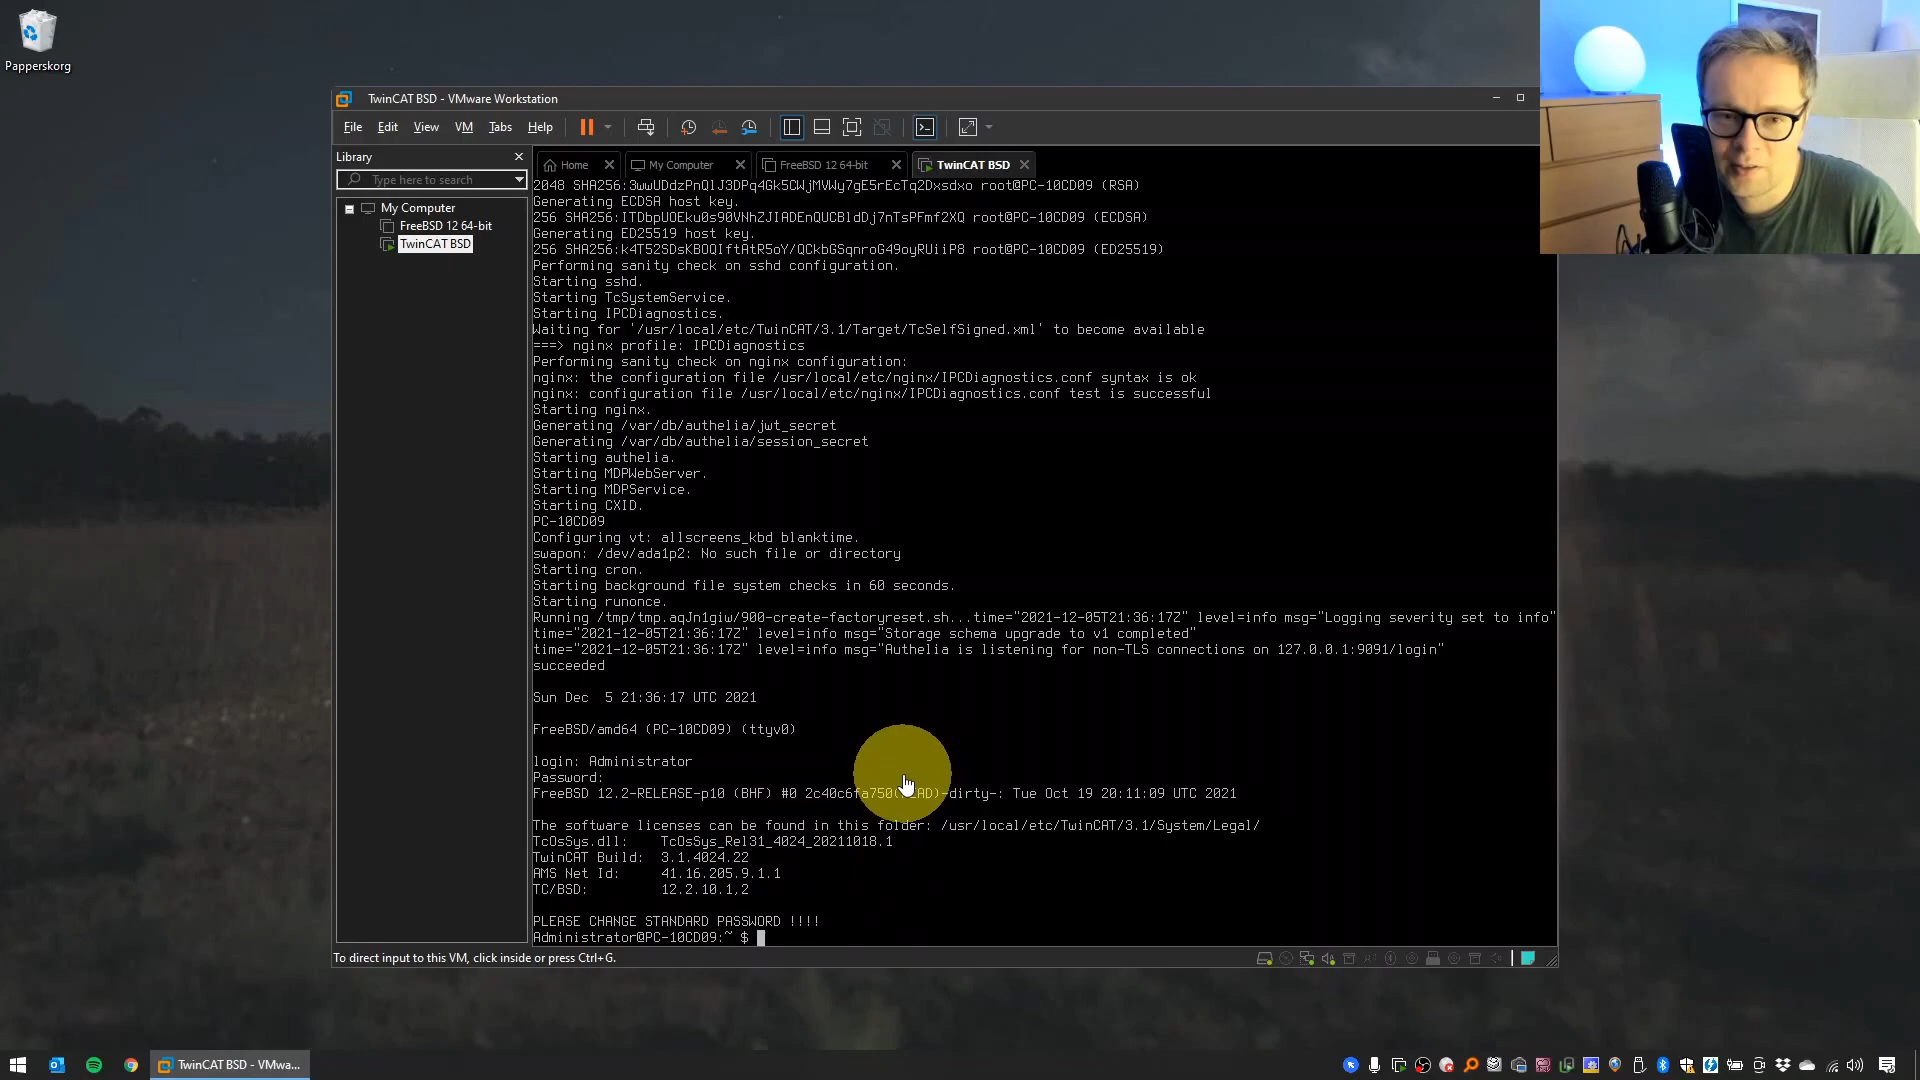 Papperskorg
TwinCAT BSD - VMware Workstation
File Edit View VM Tabs Help
Library
Type here to search
My Computer
FreeBSD 12 64-bit
TwinCAT BSD
Home My Computer FreeBSD 12 64-bit TwinCAT BSD
2048 SHA256:3wwUDdzPnQlJ3DPq4Gk5CWjMVWy7gE5rEcTq2Dxsdxo root@PC-10CD09 (RSA)
Generating ECDSA host key.
256 SHA256:ITDbpUOEku0s90VNhZJIADEnQUCBldDj7nTsPFmf2XQ root@PC-10CD09 (ECDSA)
Generating ED25519 host key.
256 SHA256:k4T52SDsKBOQIftAtR5oY/QCkbGSqnroG49oyRUiiP8 root@PC-10CD09 (ED25519)
Performing sanity check on sshd configuration.
Starting sshd.
Starting TcSystemService.
Starting IPCDiagnostics.
Waiting for '/usr/local/etc/TwinCAT/3.1/Target/TcSelfSigned.xml' to become available
===> nginx profile: IPCDiagnostics
Performing sanity check on nginx configuration:
nginx: the configuration file /usr/local/etc/nginx/IPCDiagnostics.conf syntax is ok
nginx: configuration file /usr/local/etc/nginx/IPCDiagnostics.conf test is successful
Starting nginx.
Generating /var/db/authelia/jwt_secret
Generating /var/db/authelia/session_secret
Starting authelia.
Starting MDPWebServer.
Starting MDPService.
Starting CXID.
PC-10CD09
Configuring vt: allscreens_kbd blanktime.
swapon: /dev/ada1p2: No such file or directory
Starting cron.
Starting background file system checks in 60 seconds.
Starting runonce.
Running /tmp/tmp.aqJn1giw/900-create-factoryreset.sh...time="2021-12-05T21:36:17Z" level=info msg="Logging severity set to info"
time="2021-12-05T21:36:17Z" level=info msg="Storage schema upgrade to v1 completed"
time="2021-12-05T21:36:17Z" level=info msg="Authelia is listening for non-TLS connections on 127.0.0.1:9091/login"
succeeded
Sun Dec  5 21:36:17 UTC 2021
FreeBSD/amd64 (PC-10CD09) (ttyv0)
login: Administrator
Password:
FreeBSD 12.2-RELEASE-p10 (BHF) #0 2c40c6fa750( AD)-dirty-: Tue Oct 19 20:11:09 UTC 2021
The software licenses can be found in this folder: /usr/local/etc/TwinCAT/3.1/System/Legal/
TcOsSys.dll: TcOsSys_Rel31_4024_20211018.1
TwinCAT Build: 3.1.4024.22
AMS Net Id: 41.16.205.9.1.1
TC/BSD: 12.2.10.1,2
PLEASE CHANGE STANDARD PASSWORD !!!!
Administrator@PC-10CD09:~ $
To direct input to this VM, click inside or press Ctrl+G.
TwinCAT BSD - VMwa...